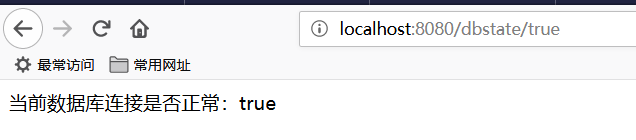 localhost:8080/dbstate/true
最常访问 常用网址
当前数据库连接是否正常：true